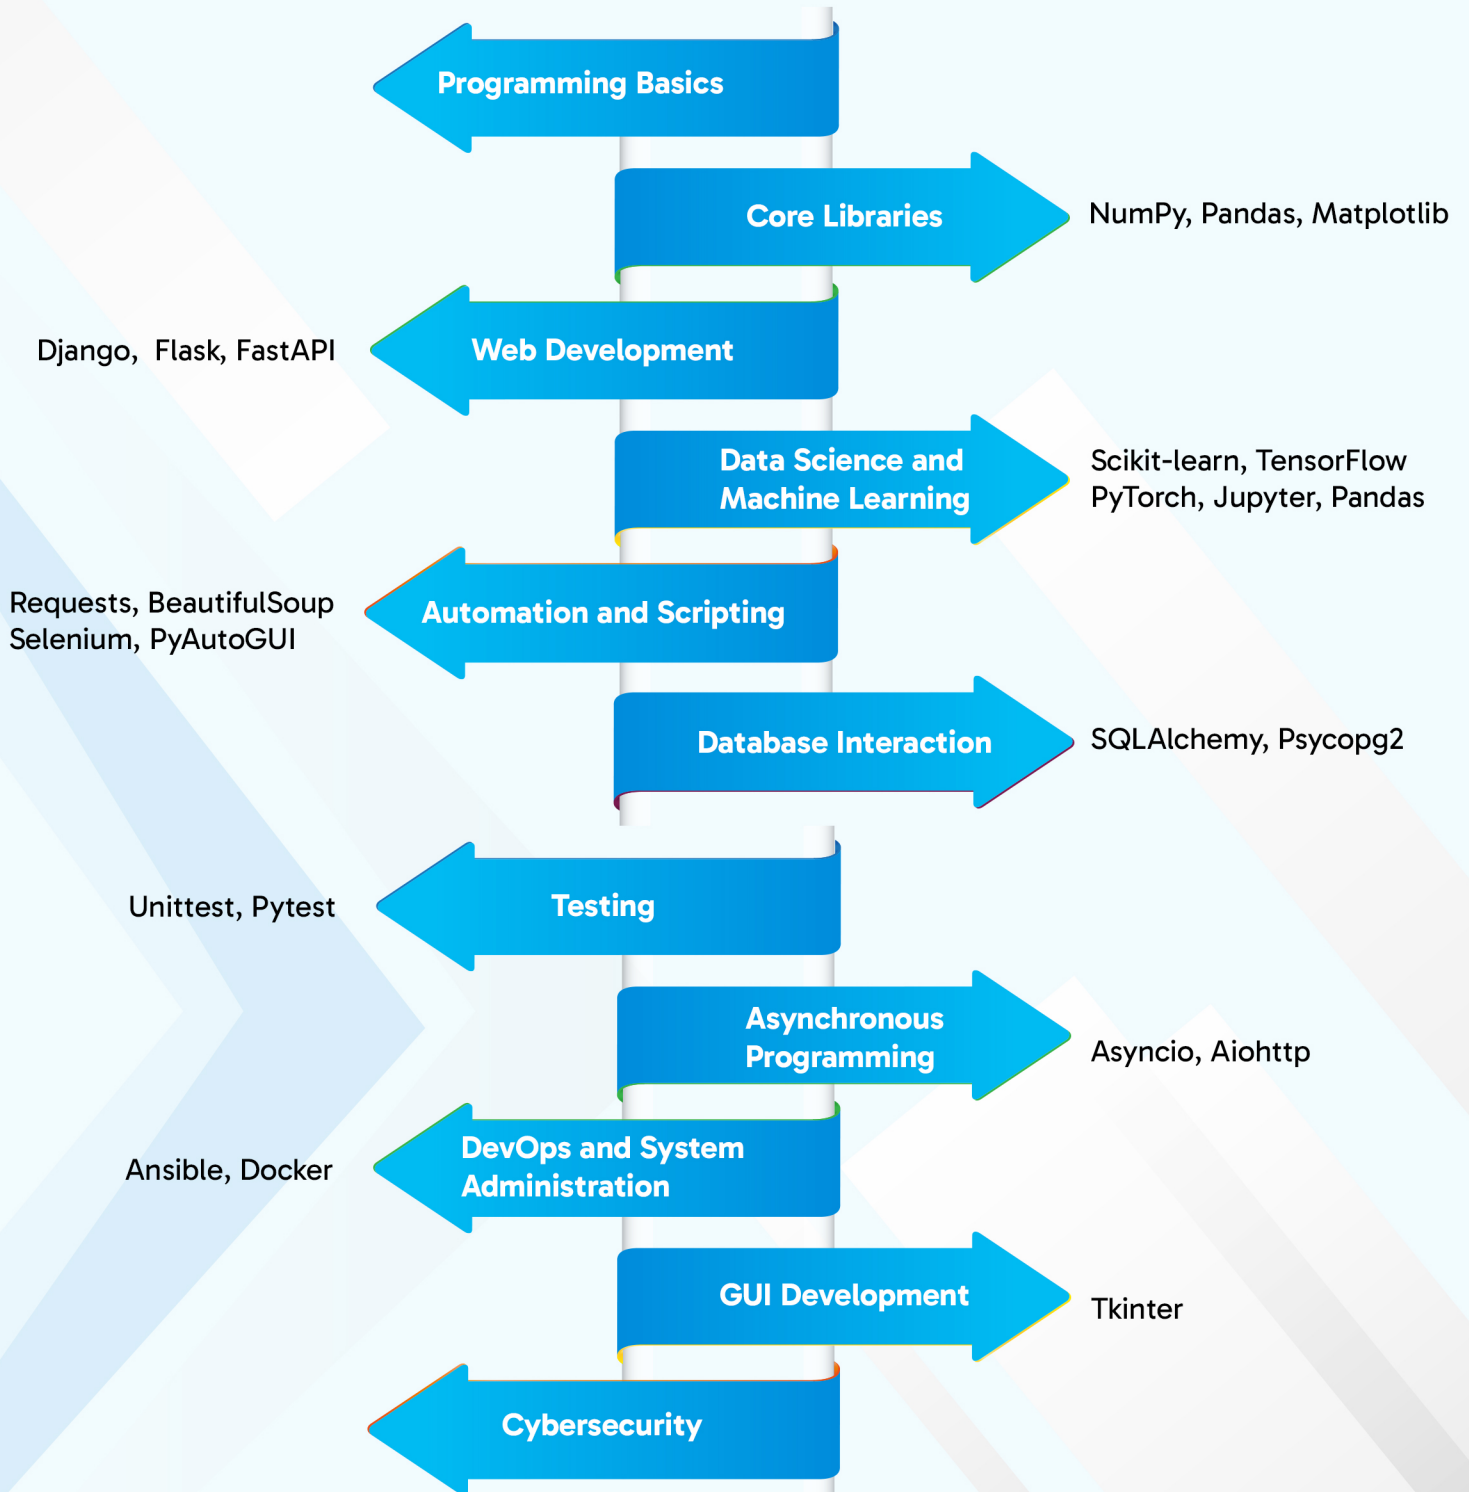 Programming Basics
Core Libraries
NumPy, Pandas, Matplotlib
Django, Flask, FastAPI
Web Development
Data Science and
Machine Learning
Scikit-learn, TensorFlow
PyTorch, Jupyter, Pandas
Requests, BeautifulSoup
Selenium, PyAutoGUI
Automation and Scripting
Database Interaction
SQLAlchemy, Psycopg2
Unittest, Pytest
Testing
Asynchronous
Programming
Asyncio, Aiohttp
Ansible, Docker
DevOps and System
Administration
GUI Development
Tkinter
Cybersecurity